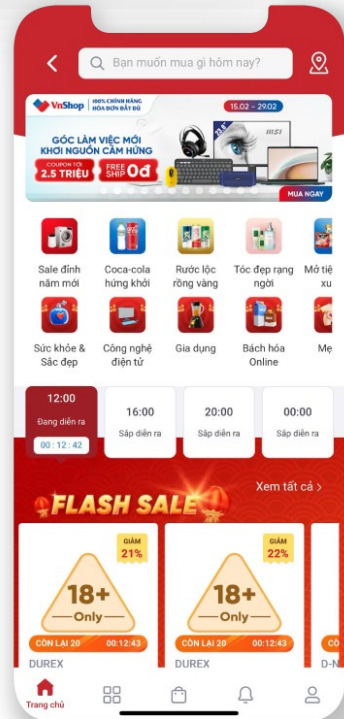 Bạn muốn mua gì hôm nay?
VnShop
100% CHÍNH HÃNG
HÓA ĐƠN ĐẦY ĐỦ
15.02 - 29.02
GÓC LÀM VIỆC MỚI
KHƠI NGUỒN CẢM HỨNG
COUPON TỚI
2.5 TRIỆU
FREE
SHIP
0đ
msi
MUA NGAY
Sale đỉnh
năm mới
Coca-cola
hứng khởi
Rước lộc
rồng vàng
Tóc đẹp rạng
ngời
Mở tiệ
xu
Sức khỏe &
Sắc đẹp
Công nghệ
điện tử
Gia dụng
Bách hóa
Online
Mẹ
12:00
Đang diễn ra
00 : 12 : 42
16:00
Sắp diễn ra
20:00
Sắp diễn ra
00:00
Sắp diễn ra
FLASH SALE
Xem tất cả >
GIẢM
21%
18+
Only
CÒN LẠI 20 00:12:43
DUREX
GIẢM
22%
18+
Only
CÒN LẠI 20 00:12:43
DUREX
CÒ
D-N
Trang chủ